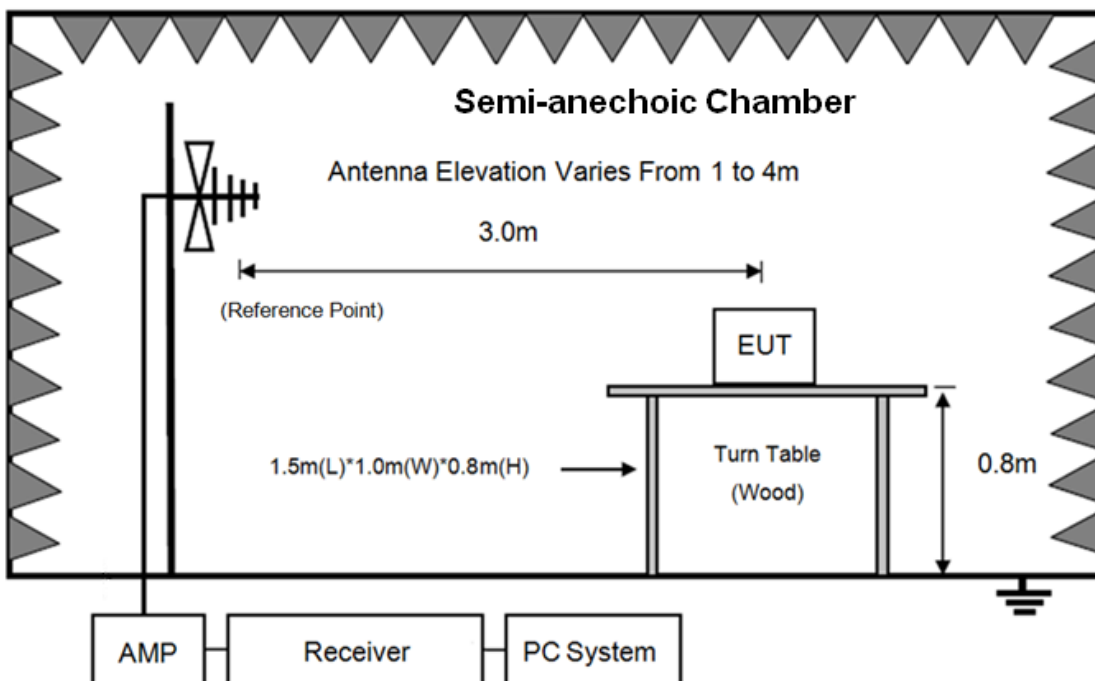 Semi-anechoic Chamber
Antenna Elevation Varies From 1 to 4m
3.0m
(Reference Point)
EUT
1.5m(L)*1.0m(W)*0.8m(H)
Turn Table
(Wood)
0.8m
AMP
Receiver
PC System